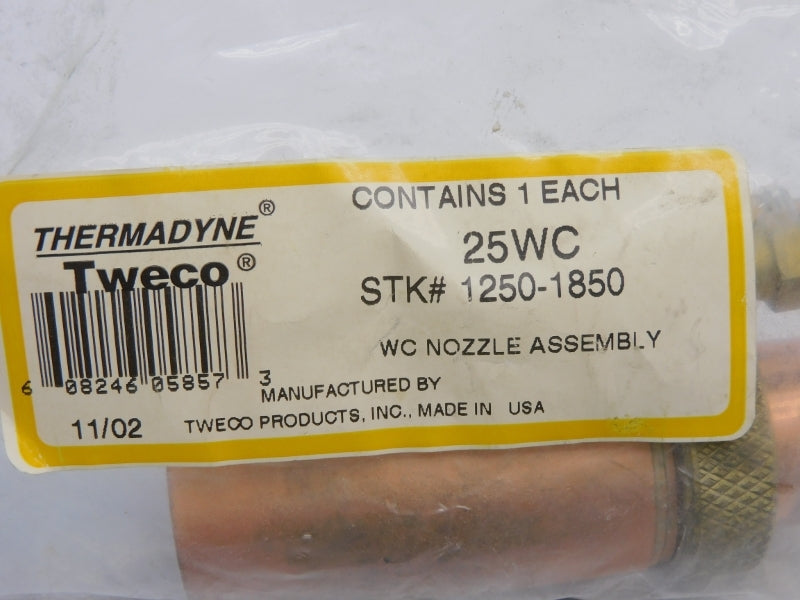 THERMADYNE®
Tweco®
6 08246 05857 3
11/02
CONTAINS 1 EACH
25WC
STK# 1250-1850
WC NOZZLE ASSEMBLY
MANUFACTURED BY
TWECO PRODUCTS, INC., MADE IN USA